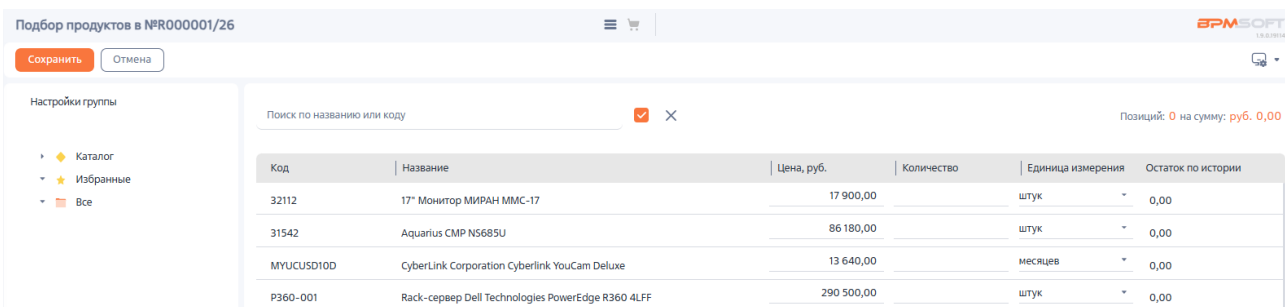 Подбор продуктов в №R000001/26
BPMSOFT
Сохранить Отмена
Настройки группы
Поиск по названию или коду
Позиций: 0 на сумму: руб. 0,00
Каталог
Избранные
Все
Код Название Цена, руб. Количество Единица измерения Остаток по истории
32112 17" Монитор МИРАН ММС-17 17 900,00 штук 0,00
31542 Aquarius CMP NS685U 86 180,00 штук 0,00
MYUCUSD10D CyberLink Corporation Cyberlink YouCam Deluxe 13 640,00 месяцев 0,00
P360-001 Rack-сервер Dell Technologies PowerEdge R360 4LFF 290 500,00 штук 0,00